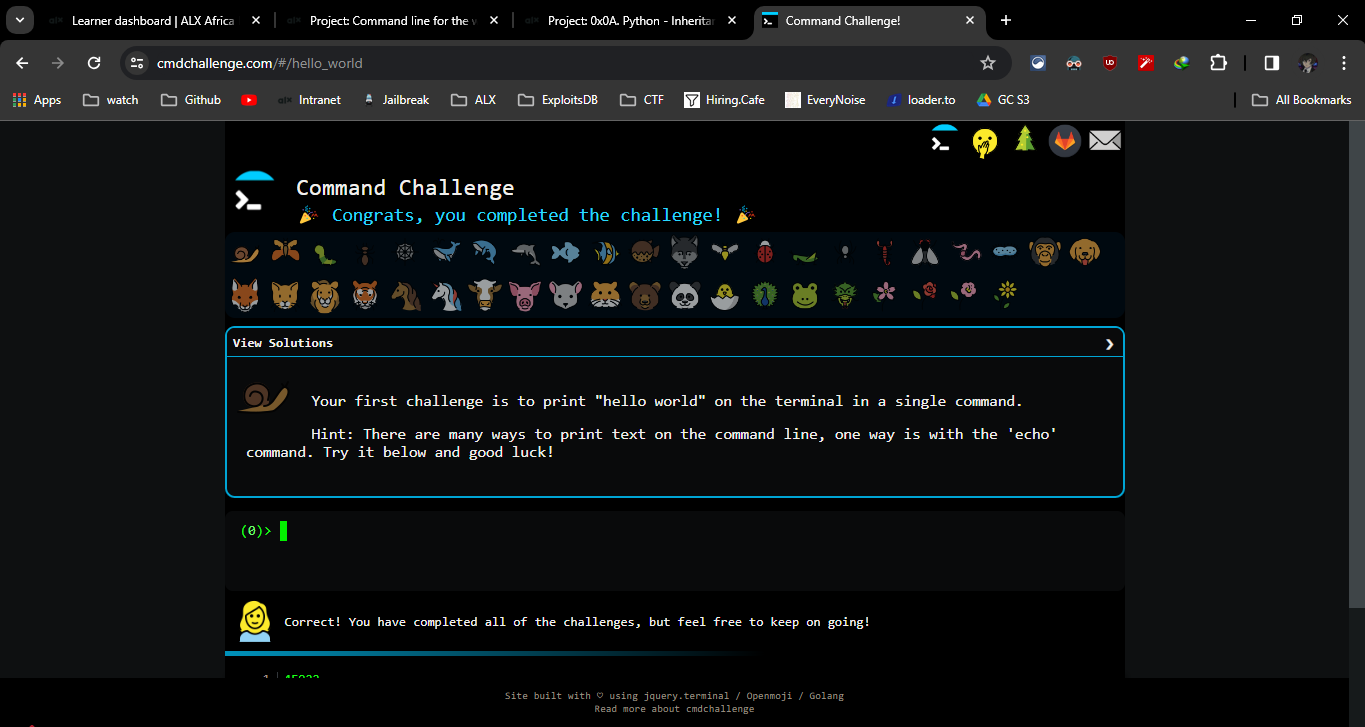 Learner dashboard | ALX Africa
Project: Command line for the
Project: 0x0A. Python - Inherita
Command Challenge!
cmdchallenge.com/#/hello_world
Apps
watch
Github
Intranet
Jailbreak
ALX
ExploitsDB
CTF
Hiring.Cafe
EveryNoise
loader.to
GC S3
All Bookmarks
Command Challenge
Congrats, you completed the challenge!
View Solutions
Your first challenge is to print "hello world" on the terminal in a single command.
Hint: There are many ways to print text on the command line, one way is with the 'echo'
command. Try it below and good luck!
(0)>
Correct! You have completed all of the challenges, but feel free to keep on going!
Site built with ♡ using jquery.terminal / Openmoji / Golang
Read more about cmdchallenge